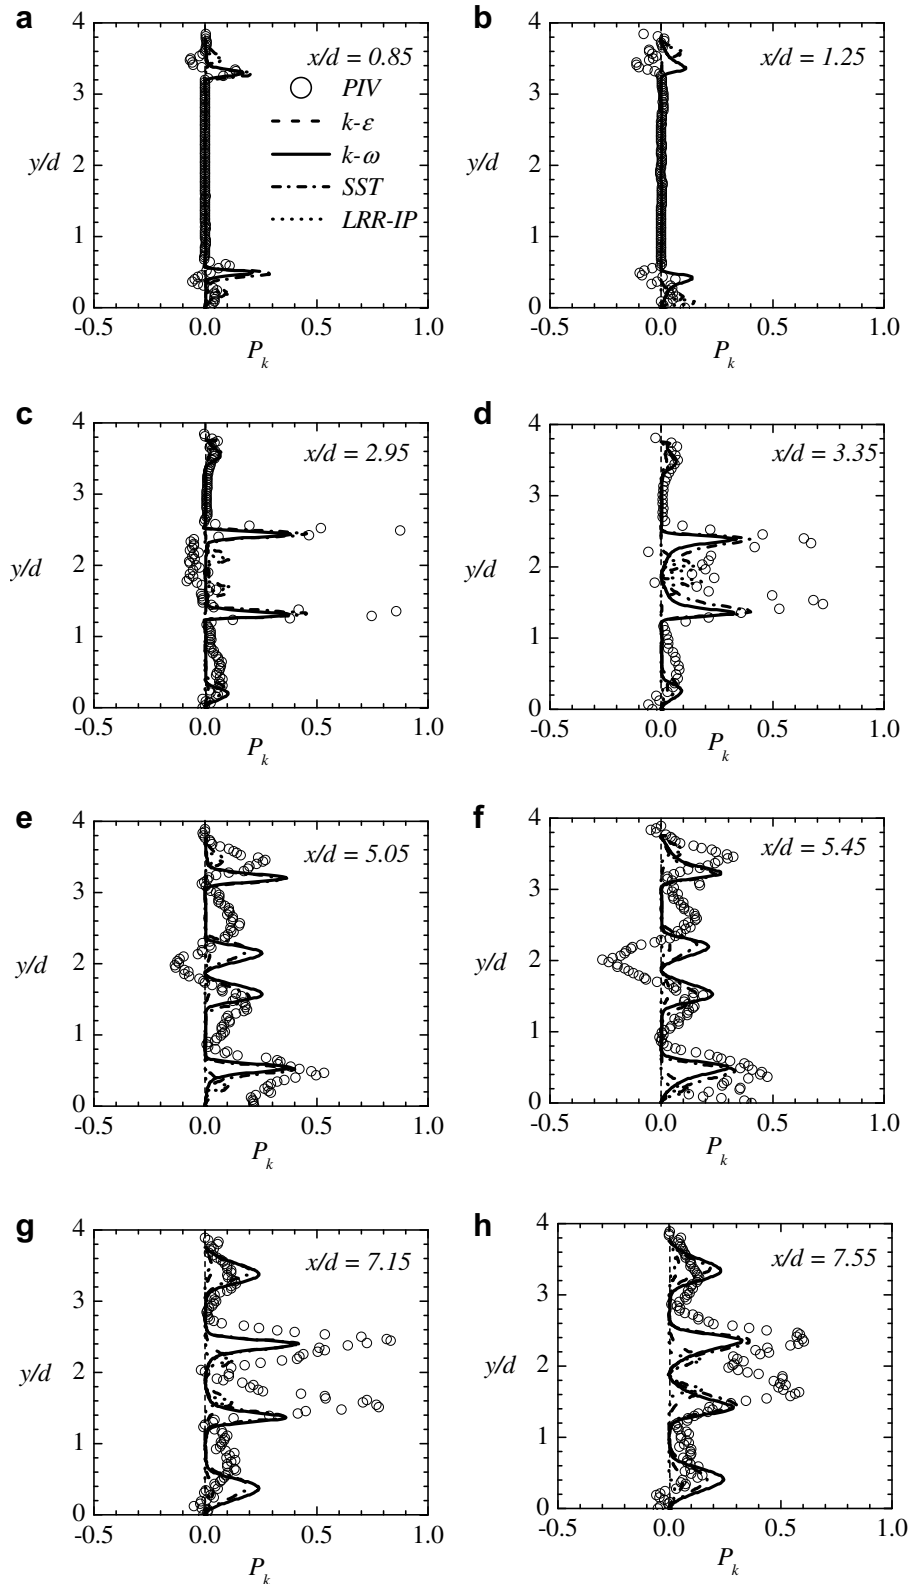 a
x/d = 0.85
PIV
k-ε
k-ω
SST
LRR-IP
y/d
4
3
2
1
0
-0.5 0.0 0.5 1.0
P_k
b
x/d = 1.25
y/d
4
3
2
1
0
-0.5 0.0 0.5 1.0
P_k
c
x/d = 2.95
y/d
4
3
2
1
0
-0.5 0.0 0.5 1.0
P_k
d
x/d = 3.35
y/d
4
3
2
1
0
-0.5 0.0 0.5 1.0
P_k
e
x/d = 5.05
y/d
4
3
2
1
0
-0.5 0.0 0.5 1.0
P_k
f
x/d = 5.45
y/d
4
3
2
1
0
-0.5 0.0 0.5 1.0
P_k
g
x/d = 7.15
y/d
4
3
2
1
0
-0.5 0.0 0.5 1.0
P_k
h
x/d = 7.55
y/d
4
3
2
1
0
-0.5 0.0 0.5 1.0
P_k